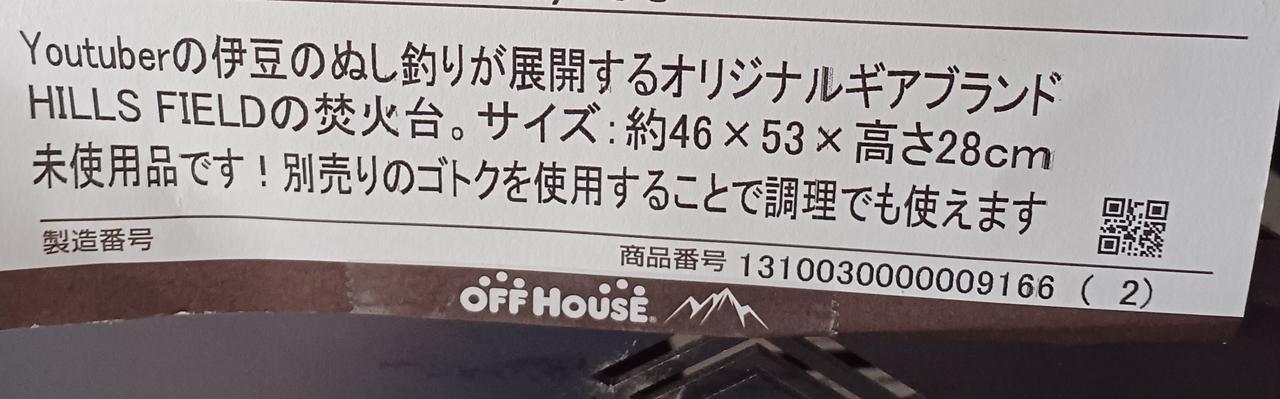 Youtuberの伊豆のぬし釣りが展開するオリジナルギアブランド
HILLS FIELDの焚火台。サイズ:約46×53×高さ28cm
未使用品です!別売りのゴトクを使用することで調理でも使えます
製造番号
商品番号 1310030000009166 ( 2)
OFF HOUSE